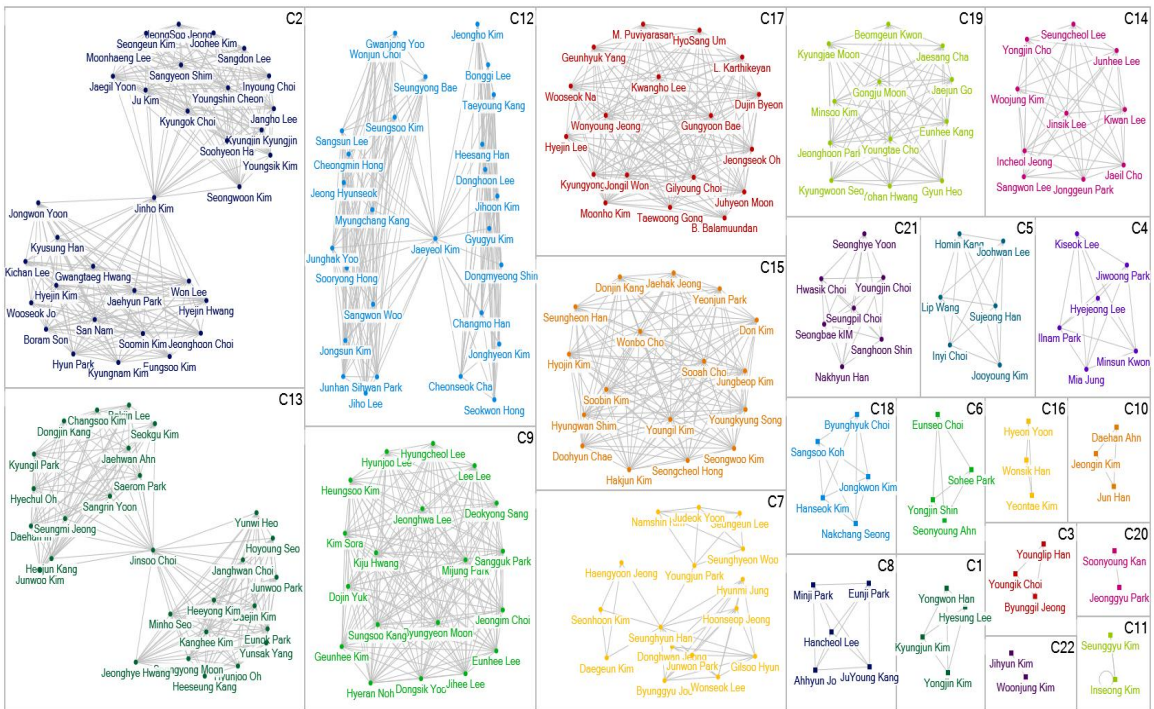 C2
JeongSoo Jeong
Seongeun Kim
Joohee Kim
Moonhaeng Lee
Sangdon Lee
Sangyeon Shim
Jaegil Yoon
Youngshin Cheon
Inyoung Choi
Ju Kim
Jangho Lee
Kyungok Choi
Kyungjin Kyungjin
Soohyeon Ha
Youngsik Kim
Seongwoon Kim
Jinho Kim
Jongwon Yoon
Kyusung Han
Kichan Lee
Gwangtaeg Hwang
Hyejin Kim
Jaehyun Park
Won Lee
Wooseok Jo
Hyejin Hwang
San Nam
Boram Son
Soomin Kim
Jeonghoon Choi
Hyun Park
Eungsoo Kim
Kyungnam Kim
C12
Gwanjong Yoo
Jeongho Kim
Wonjun Choi
Seungyong Bae
Bonggi Lee
Taeyoung Kang
Seungsoo Kim
Sangsun Lee
Cheongmin Hong
Heesang Han
Donghoon Lee
Jeong Hyunseok
Jihoon Kim
Myungchang Kang
Gyugyu Kim
Jaeyeol Kim
Junghak Yoo
Sooryong Hong
Dongmyeong Shin
Sangwon Woo
Changmo Han
Jongsun Kim
Jonghyeon Kim
Junhan Sihwan Park
Cheonseok Cha
Jiho Lee
Seokwon Hong
C17
M. Puviyarasan
HyoSang Um
Geunhyuk Yang
L. Karthikeyan
Kwangho Lee
Wooseok Na
Dujin Byeon
Wonyoung Jeong
Gungyoon Bae
Hyejin Lee
Jeongseok Oh
Jongil Won
Gilyoung Choi
Juhyeon Moon
Moonho Kim
Taewoong Gong
B. Balamuundan
C19
Beomgeun Kwon
Kyungjae Moon
Jaesang Cha
Gongju Moon
Jaejun Go
Minsoo Kim
Eunhee Kang
Youngtae Cho
Kyungwon Seo
Yohan Hwang
Gyun Heo
C14
Seungcheol Lee
Yongjin Cho
Junhee Lee
Woojung Kim
Jinsik Lee
Kiwan Lee
Incheol Jeong
Jaeil Cho
Sangwon Lee
Jonggeun Park
C13
Changsoo Kim
Dongjin Kang
Seokgu Kim
Kyungil Park
Jaehwan Ahn
Hyechul Oh
Saerom Park
Sangrin Yoon
Seungmi Jeong
Heejun Kang
Junwoo Kim
Jinsoo Choi
Yunwi Heo
Hoyoung Seo
Janghwan Choi
Junwoo Park
Heeyong Kim
Minho Seo
Kanghee Kim
Yunsak Yang
Jeonghye Hwang
Heeseung Kang
C9
Hyungcheol Lee
Lee Lee
Heungsoo Kim
Deokyong Sang
Jeonghwa Lee
Kim Sora
Kiju Hwang
Sangguk Park
Dojin Yuk
Jeongim Choi
Sungsoo Kang
Geunhee Kim
Eunhee Lee
Hyeran Noh
Dongsik Yoo
Jihee Lee
C15
Jaehak Jeong
Donjin Kang
Yeonjun Park
Seungheon Han
Don Kim
Wonbo Cho
Hyojin Kim
Sooah Cho
Jungbeop Kim
Soobin Kim
Hyungwan Shim
Youngkyung Song
Youngil Kim
Doohyun Chae
Seongwoo Kim
Seongcheol Hong
Hakjun Kim
C7
Judeok Yoon
Seungeun Lee
Seunghyeon Woo
Haengyoon Jeong
Youngjun Park
Hyunmi Jung
Seonhoon Kim
Hoonseop Jeong
Seunghyun Han
Donghwan Jeong
Daegeun Kim
Junwon Park
Gilsoo Hyun
Byunggyu Joo
Wonseok Lee
C21
Seonghye Yoon
Hwasik Choi
Youngjin Choi
Seungpil Choi
Seongbae kIM
Sanghoon Shin
Nakhyun Han
C5
Homin Kang
Joohwan Lee
Lip Wang
Sujeong Han
Inyi Choi
Jooyoung Kim
C4
Kiseok Lee
Jiwoong Park
Hyejeong Lee
Ilnam Park
Minsun Kwon
Mia Jung
C18
Byunghyuk Choi
Sangsoo Koh
Jongkwon Kim
Hanseok Kim
Nakchang Seong
C6
Eunseo Choi
Sohee Park
Yongjin Shin
Seonyoung Ahn
C16
Hyeon Yoon
Wonsik Han
Yeontae Kim
C10
Daehan Ahn
Jeongin Kim
Jun Han
C8
Minji Park
Eunji Park
Hancheol Lee
Ahhyun Jo
JuYoung Kang
C1
Yongwon Han
Hyesung Lee
Kyungjun Kim
Yongjin Kim
C3
Younglip Han
Youngik Choi
Byunggil Jeong
C20
Soonyoung Kan
Jeonggyu Park
C22
Jihyun Kim
Woonjung Kim
C11
Seunggyu Kim
Inseong Kim